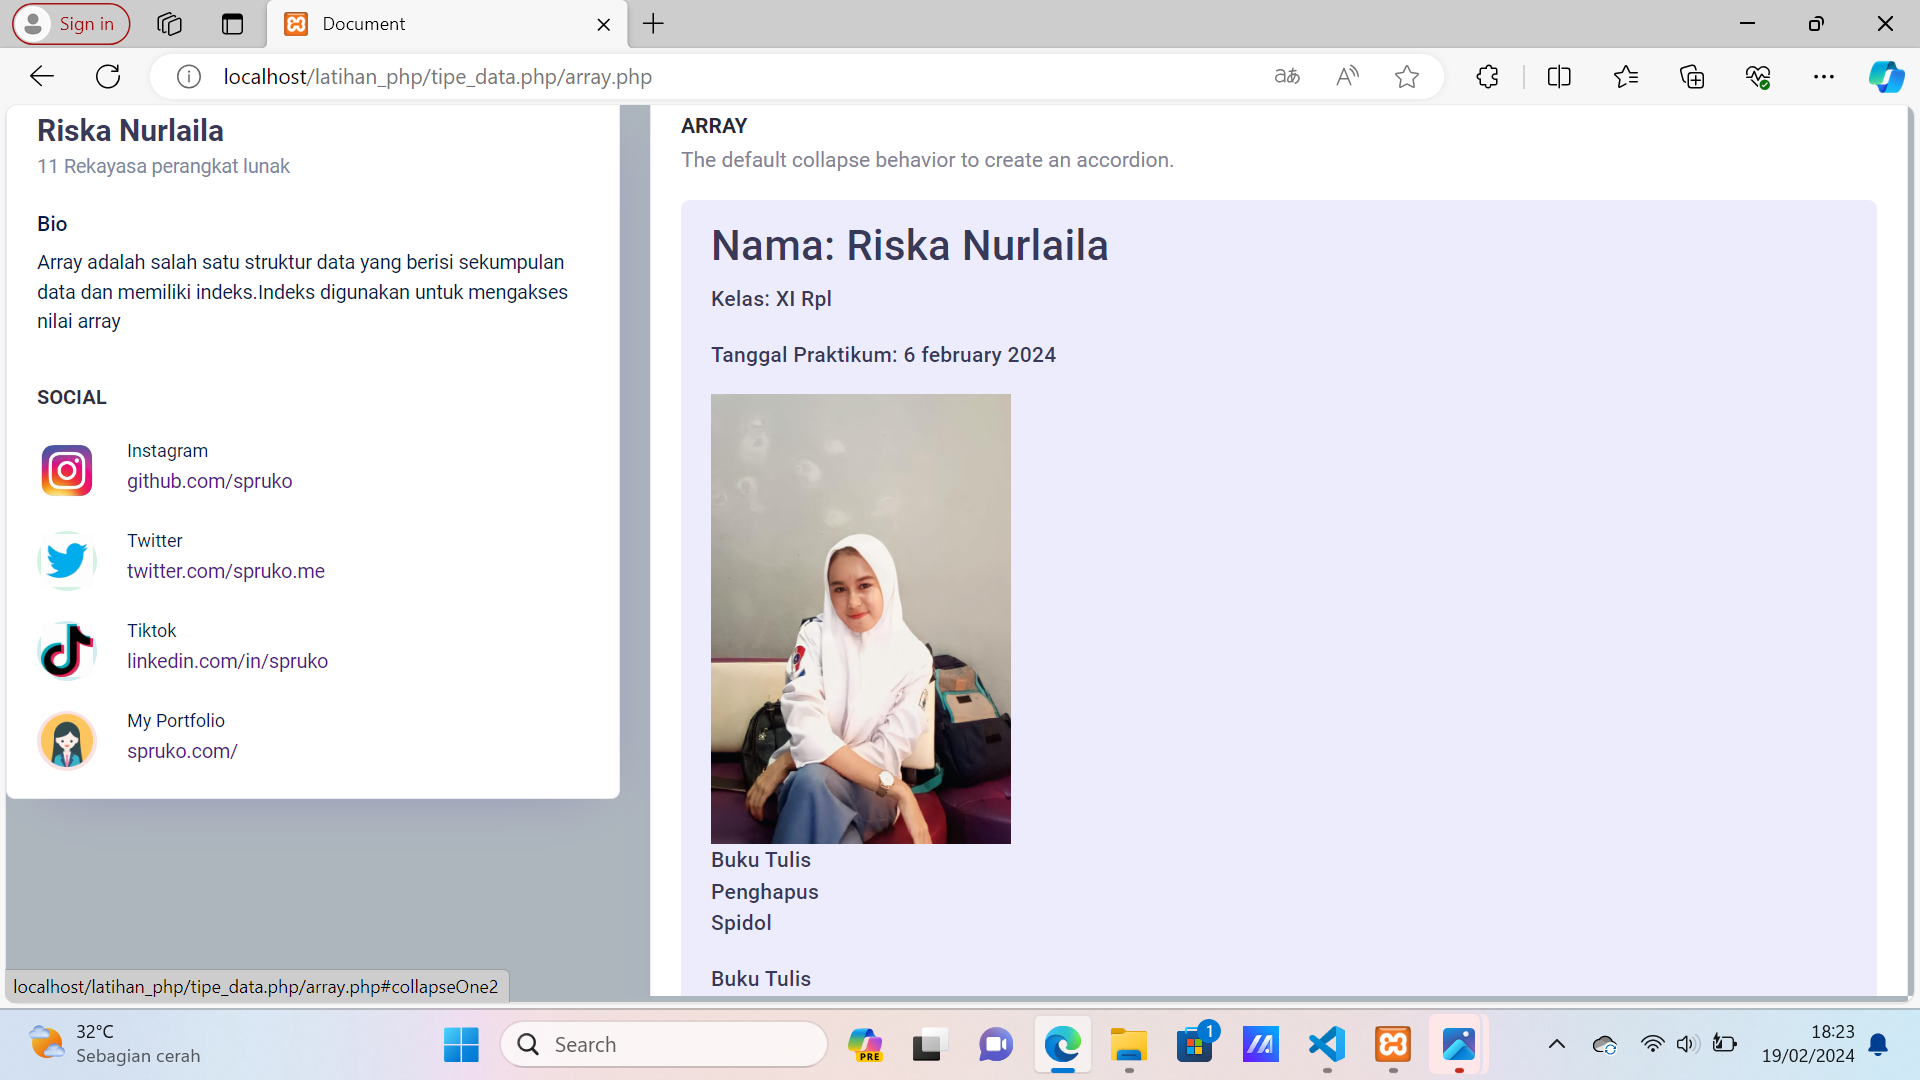 Sign in
Document
localhost/latihan_php/tipe_data.php/array.php
Riska Nurlaila
11 Rekayasa perangkat lunak
Bio
Array adalah salah satu struktur data yang berisi sekumpulan
data dan memiliki indeks.Indeks digunakan untuk mengakses
nilai array
SOCIAL
Instagram
github.com/spruko
Twitter
twitter.com/spruko.me
Tiktok
linkedin.com/in/spruko
My Portfolio
spruko.com/
ARRAY
The default collapse behavior to create an accordion.
Nama: Riska Nurlaila
Kelas: XI Rpl
Tanggal Praktikum: 6 february 2024
Buku Tulis
Penghapus
Spidol
Buku Tulis
localhost/latihan_php/tipe_data.php/array.php#collapseOne2
32°C
Sebagian cerah
Search
PRE
1
18:23
19/02/2024